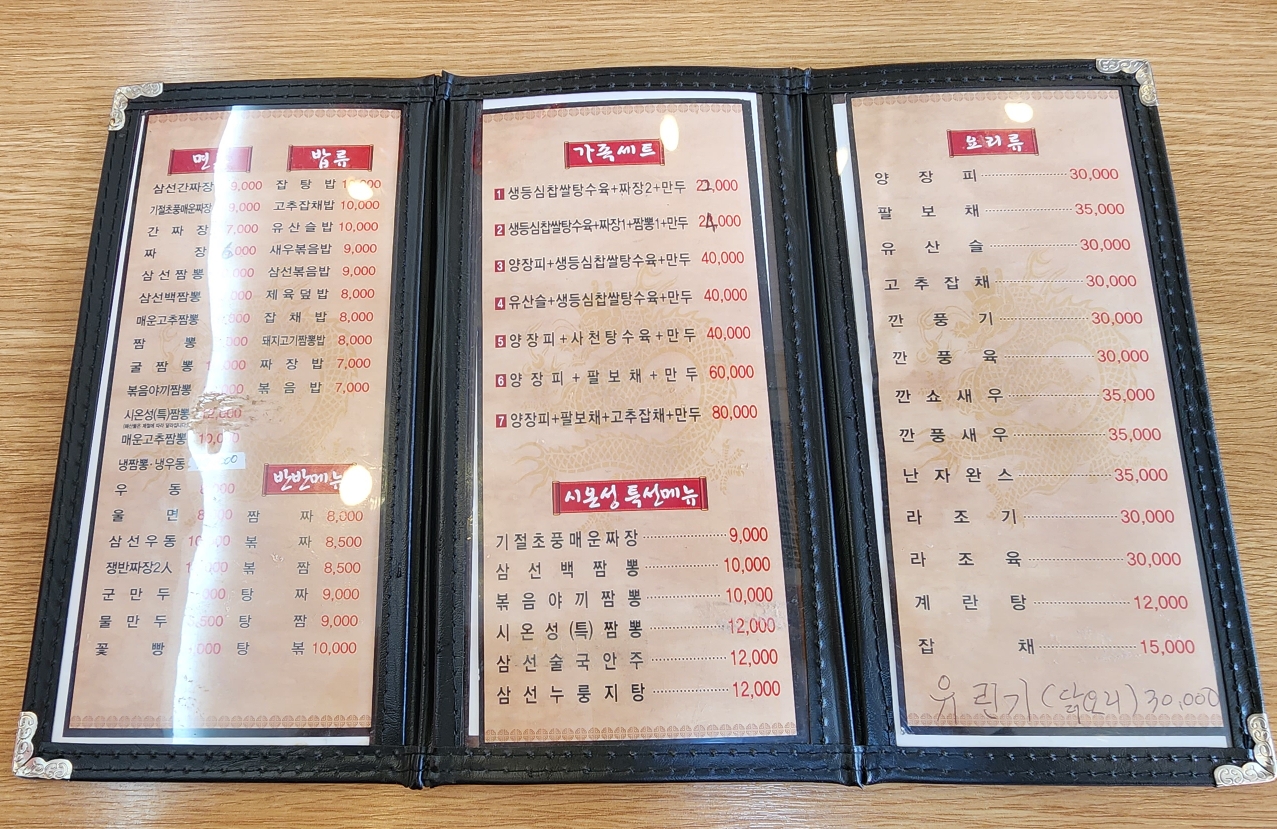 면
삼선간짜장 9,000
기절초풍매운짜장 9,000
간짜장 7,000
짜장 6,000
삼선짬뽕
삼선백짬뽕
매운고추짬뽕
짬뽕
굴짬뽕
볶음야끼짬뽕
시온성(특)짬뽕 12,000
매운고추짬뽕 10,000
냉짬뽕·냉우동
우동
울면
삼선우동
쟁반짜장2人
군만두
물만두
꽃빵
밥류
잡탕밥
고추잡채밥 10,000
유산슬밥 10,000
새우볶음밥 9,000
삼선볶음밥 9,000
제육덮밥 8,000
잡채밥 8,000
돼지고기짬뽕밥 8,000
짜장밥 7,000
볶음밥 7,000
반반메뉴
짬짜 8,000
볶짜 8,500
볶짬 8,500
탕짜 9,000
탕짬 9,000
탕볶 10,000
가족세트
1 생등심찹쌀탕수육+짜장2+만두 22,000
2 생등심찹쌀탕수육+짜장1+짬뽕1+만두 24,000
3 양장피+생등심찹쌀탕수육+만두 40,000
4 유산슬+생등심찹쌀탕수육+만두 40,000
5 양장피+사천탕수육+만두 40,000
6 양장피+팔보채+만두 60,000
7 양장피+팔보채+고추잡채+만두 80,000
시온성 특선메뉴
기절초풍매운짜장 9,000
삼선백짬뽕 10,000
볶음야끼짬뽕 10,000
시온성(특)짬뽕 12,000
삼선술국안주 12,000
삼선누룽지탕 12,000
요리류
양장피 30,000
팔보채 35,000
유산슬 30,000
고추잡채 30,000
깐풍기 30,000
깐풍육 30,000
깐쇼새우 35,000
깐풍새우 35,000
난자완스 35,000
라조기 30,000
라조육 30,000
계란탕 12,000
잡채 15,000
유린기(닭요리) 30,000